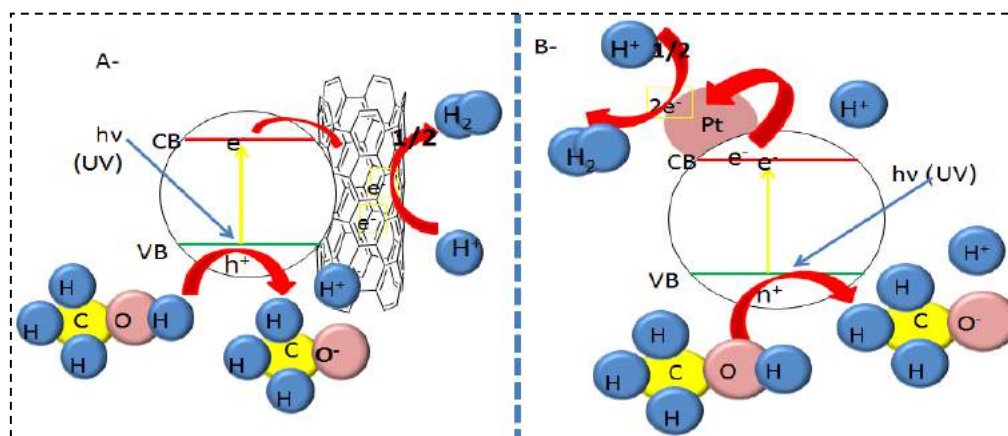 A-
hν
(UV)
CB
e⁻
VB
h⁺
H₂
1/2
e⁻
e⁻
H⁺
H⁺
H
H
C
O
H
H
H
H
C
O⁻
H
B-
H⁺
1/2
2e⁻
Pt
H⁺
H₂
CB
e⁻
e⁻
hν (UV)
VB
h⁺
H⁺
H
H
C
O⁻
H
H
H
C
O
H
H